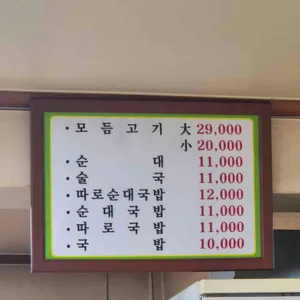 · 모듬고기 大 29,000
小 20,000
· 순대 11,000
· 술국 11,000
· 따로순대국밥 12,000
· 순대국밥 11,000
· 따로국밥 11,000
· 국밥 10,000